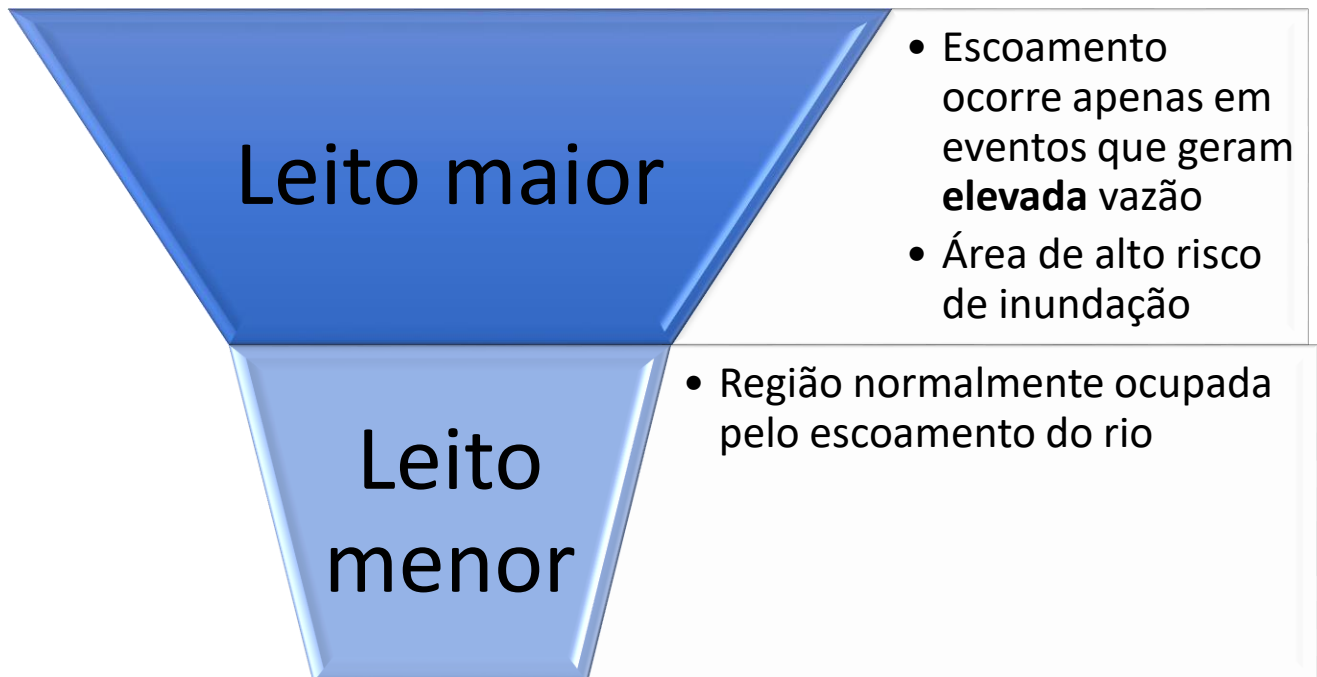 Leito maior
• Escoamento
ocorre apenas em
eventos que geram
elevada vazão
• Área de alto risco
de inundação
Leito
menor
• Região normalmente ocupada
pelo escoamento do rio